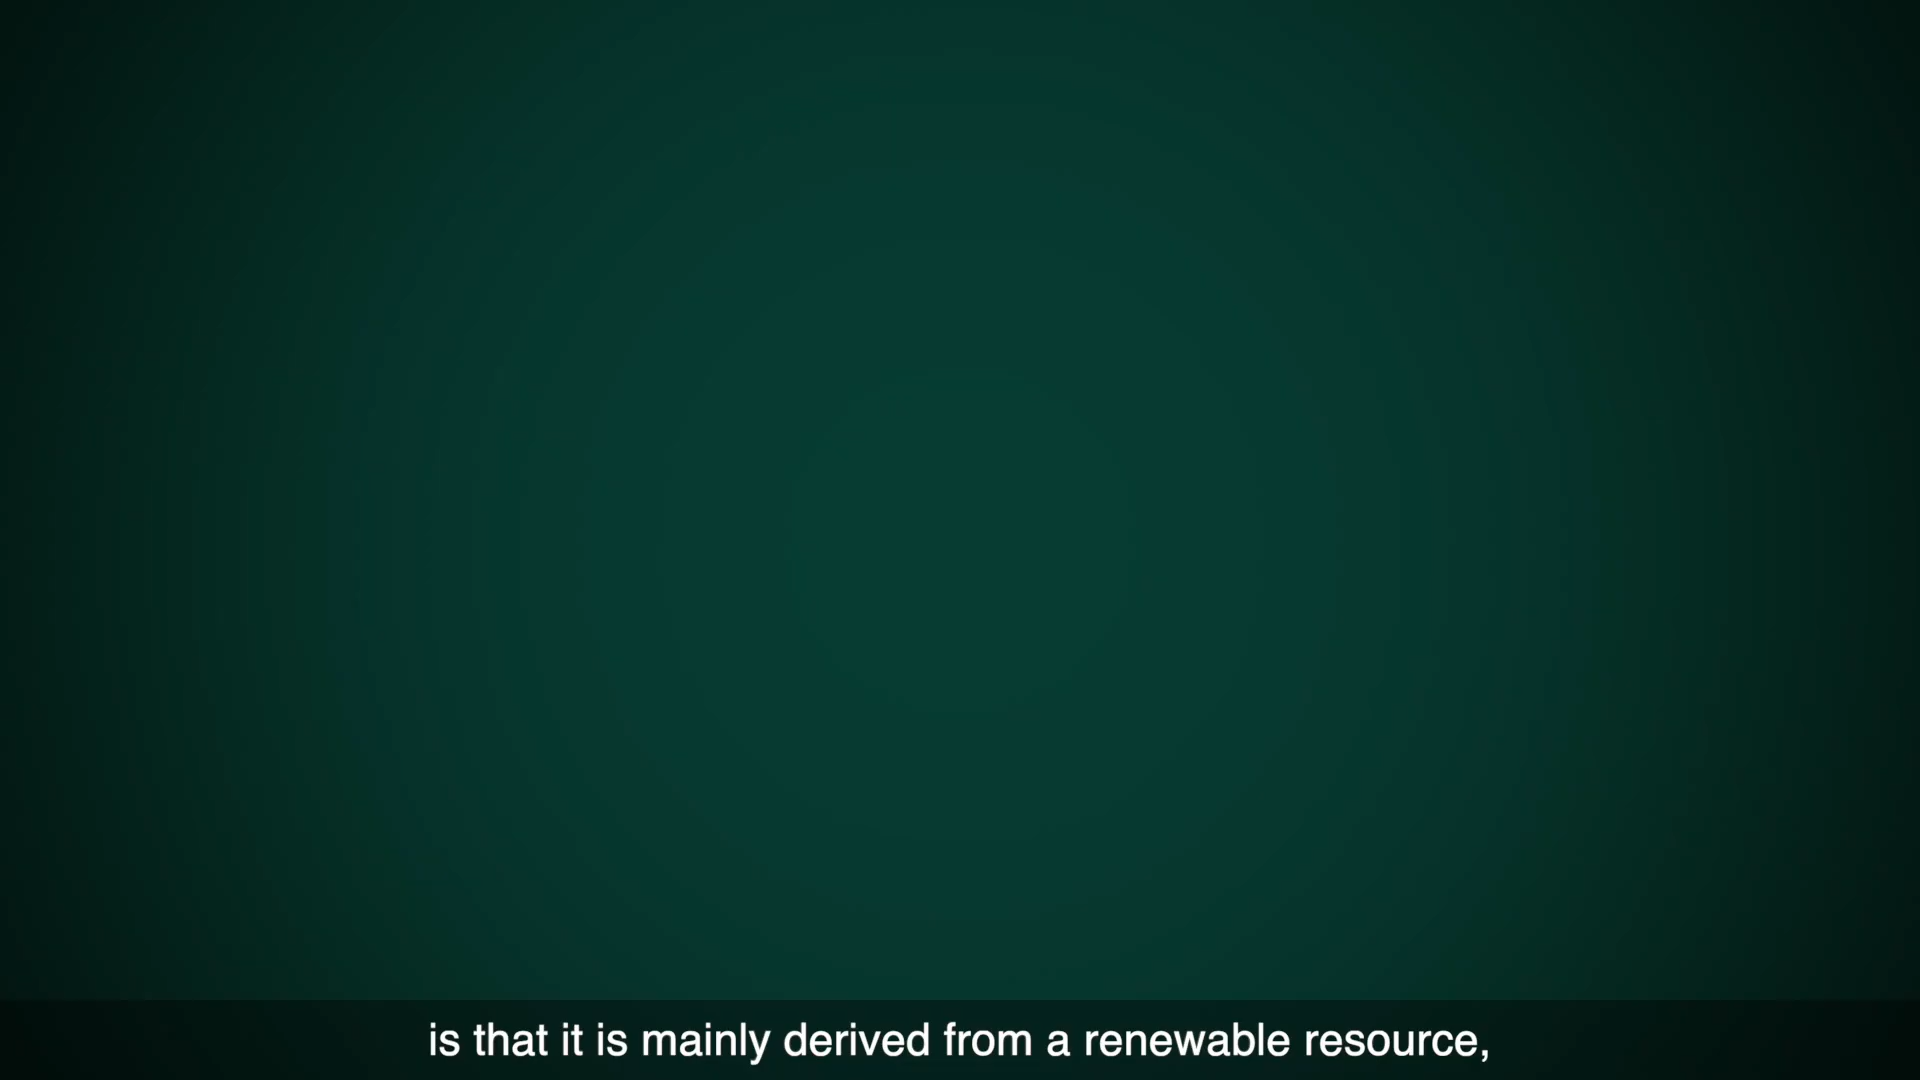 is that it is mainly derived from a renewable resource,